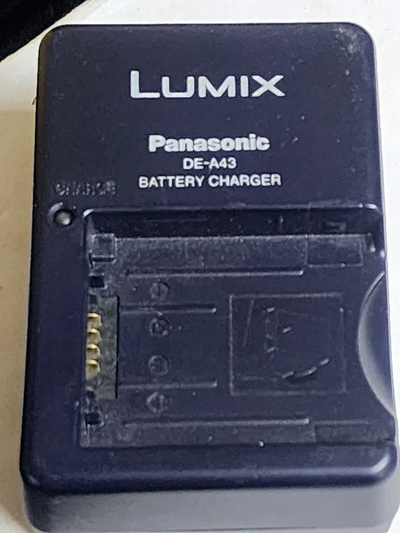 LUMIX
Panasonic
DE-A43
BATTERY CHARGER
CHARGE